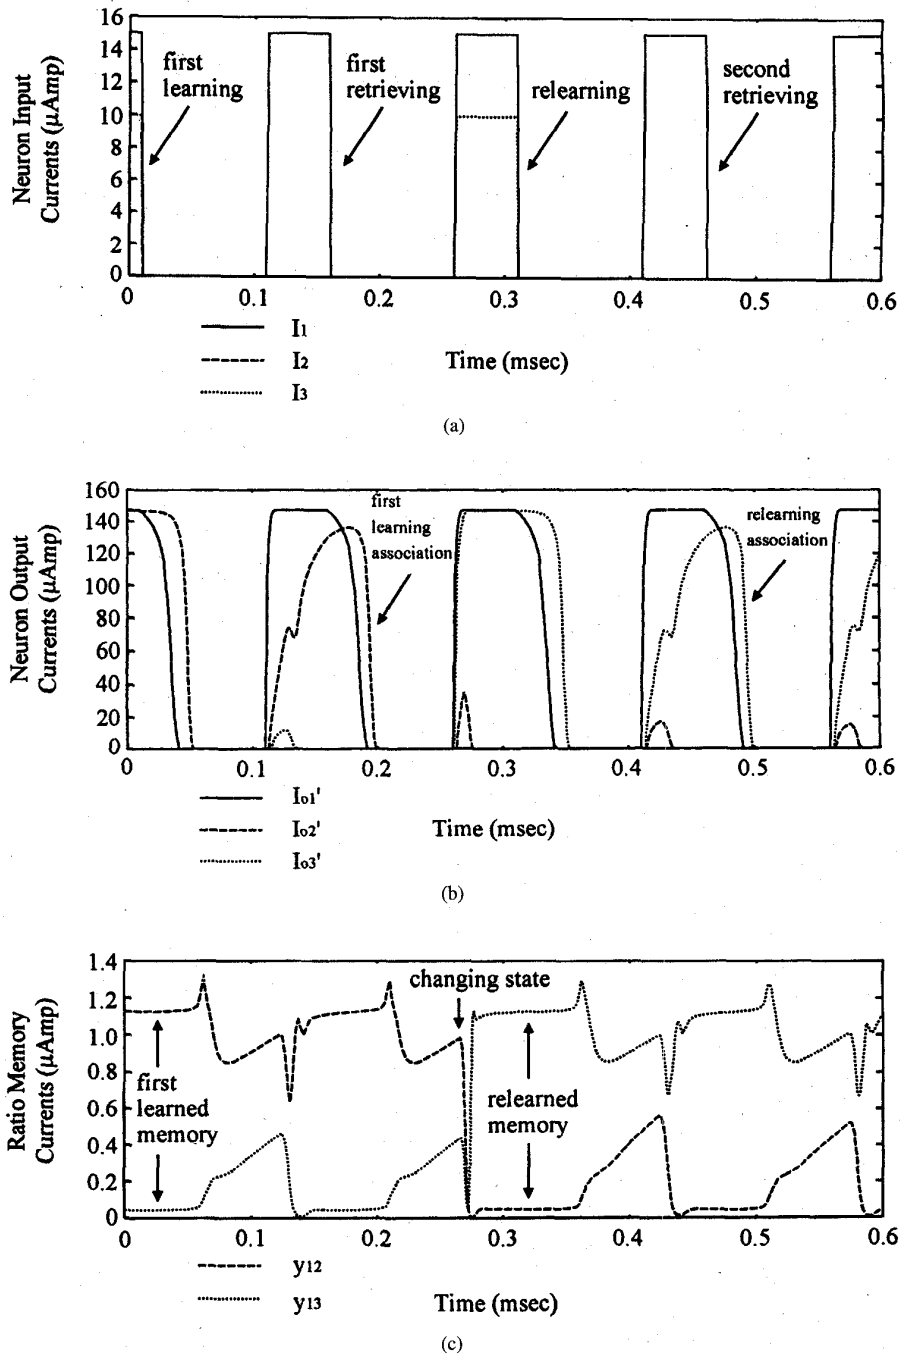 Neuron Input
Currents (μAmp)
16
14
12
10
8
6
4
2
0
first
learning
first
retrieving
relearning
second
retrieving
0 0.1 0.2 0.3 0.4 0.5 0.6
I1
I2
I3
Time (msec)
(a)
Neuron Output
Currents (μAmp)
160
140
120
100
80
60
40
20
0
first
learning
association
relearning
association
0 0.1 0.2 0.3 0.4 0.5 0.6
Io1'
Io2'
Io3'
Time (msec)
(b)
Ratio Memory
Currents (μAmp)
1.4
1.2
1.0
0.8
0.6
0.4
0.2
0
changing state
first
learned
memory
relearned
memory
0 0.1 0.2 0.3 0.4 0.5 0.6
y12
y13
Time (msec)
(c)